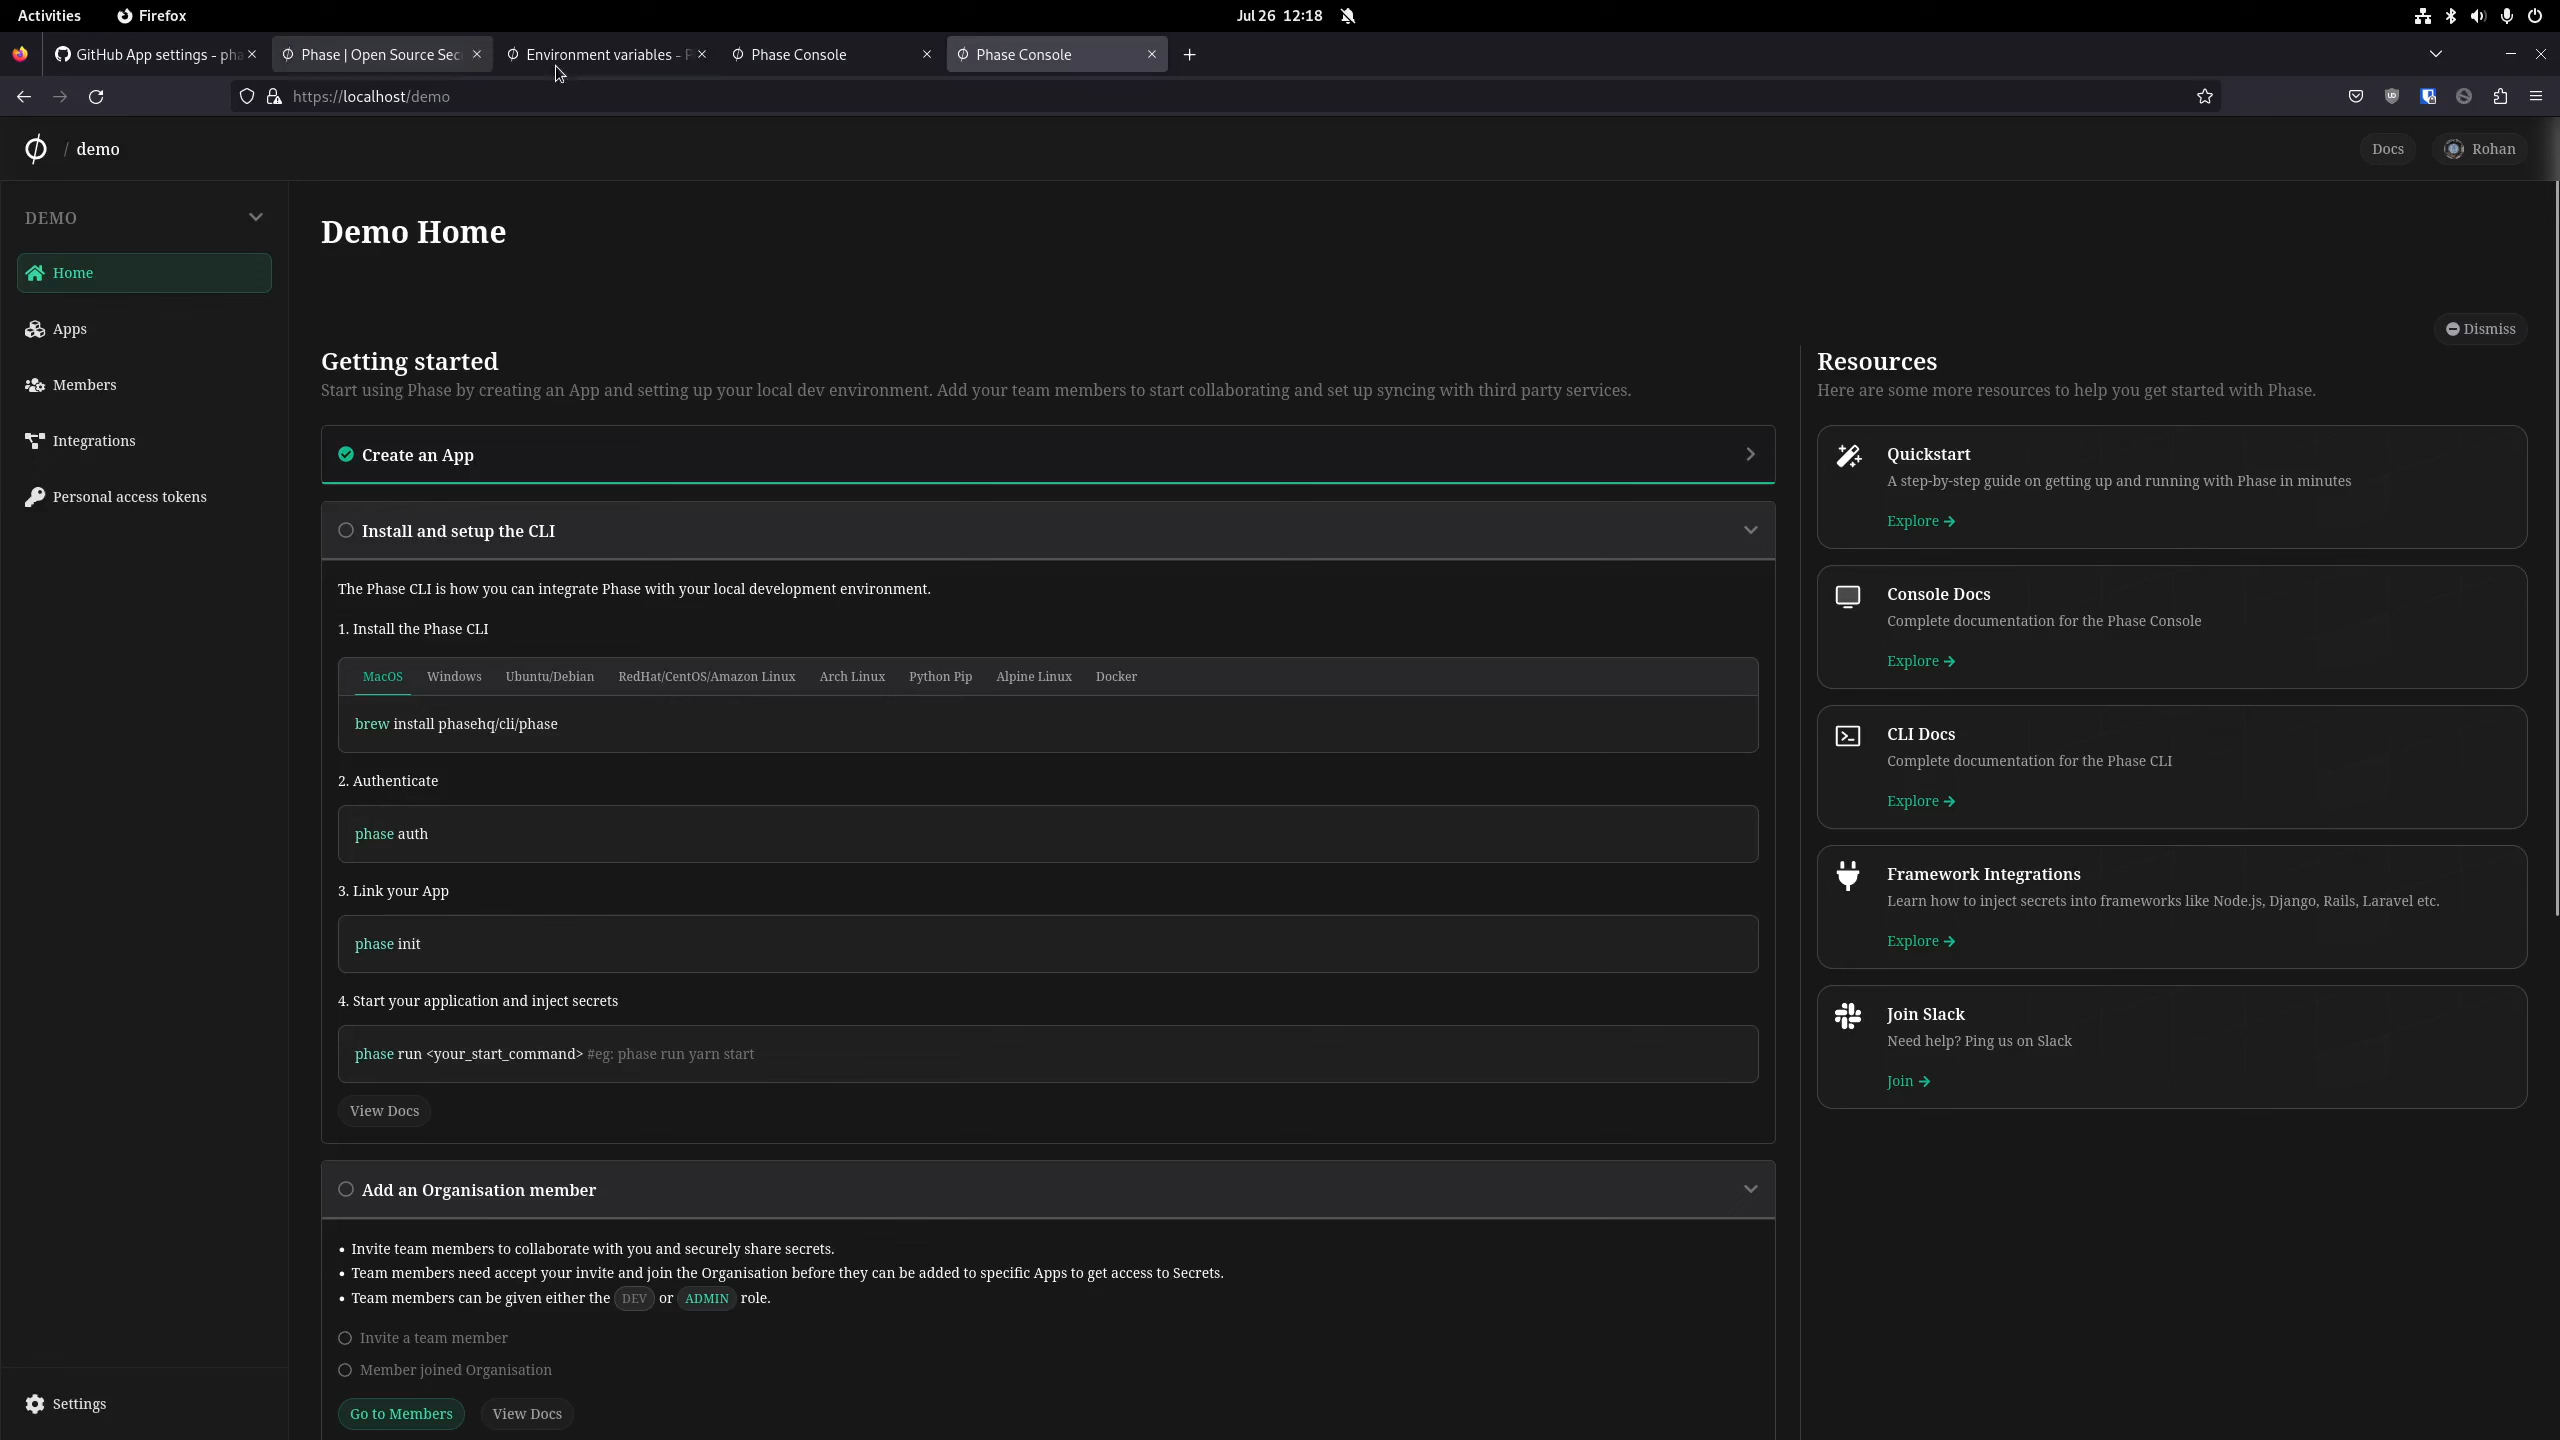 Activities
Firefox
Jul 26 12:18
GitHub App settings - pha
Phase | Open Source Sec
Environment variables - P
Phase Console
Phase Console
https://localhost/demo
/ demo
Docs
Rohan
DEMO
Home
Apps
Members
Integrations
Personal access tokens
Settings
Demo Home
Dismiss
Getting started
Start using Phase by creating an App and setting up your local dev environment. Add your team members to start collaborating and set up syncing with third party services.
Create an App
Install and setup the CLI
The Phase CLI is how you can integrate Phase with your local development environment.
1. Install the Phase CLI
MacOS Windows Ubuntu/Debian RedHat/CentOS/Amazon Linux Arch Linux Python Pip Alpine Linux Docker
brew install phasehq/cli/phase
2. Authenticate
phase auth
3. Link your App
phase init
4. Start your application and inject secrets
phase run <your_start_command> #eg: phase run yarn start
View Docs
Add an Organisation member
• Invite team members to collaborate with you and securely share secrets.
• Team members need accept your invite and join the Organisation before they can be added to specific Apps to get access to Secrets.
• Team members can be given either the DEV or ADMIN role.
Invite a team member
Member joined Organisation
Go to Members
View Docs
Resources
Here are some more resources to help you get started with Phase.
Quickstart
A step-by-step guide on getting up and running with Phase in minutes
Explore →
Console Docs
Complete documentation for the Phase Console
Explore →
CLI Docs
Complete documentation for the Phase CLI
Explore →
Framework Integrations
Learn how to inject secrets into frameworks like Node.js, Django, Rails, Laravel etc.
Explore →
Join Slack
Need help? Ping us on Slack
Join →